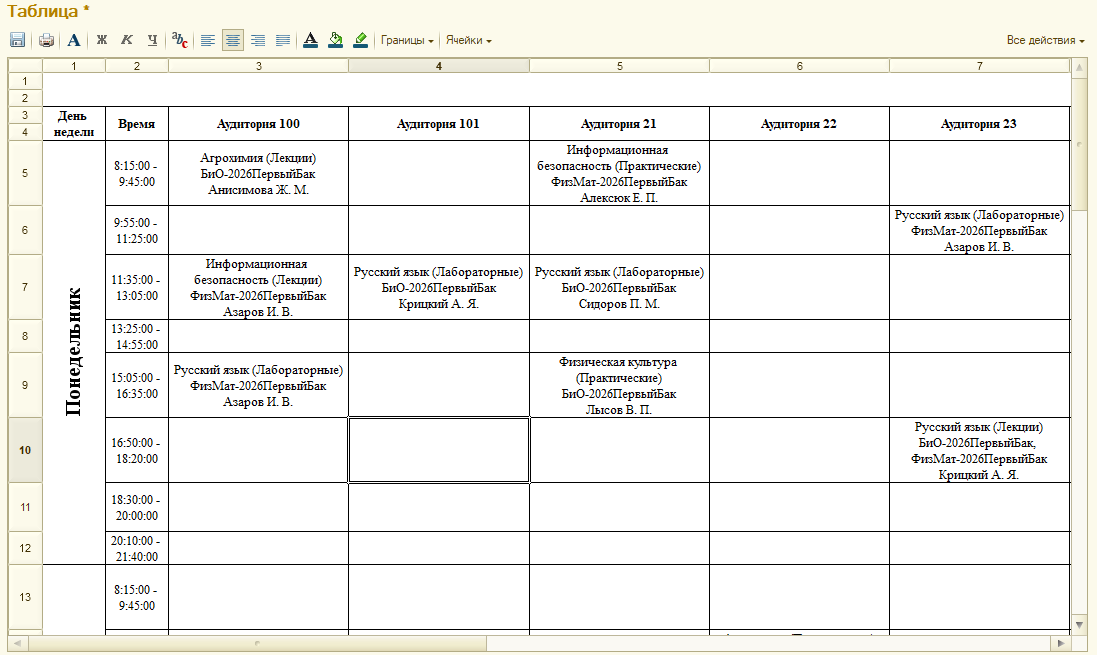 Таблица *
Ж К Ч abc Границы Ячейки Все действия
1 2 3 4 5 6 7
1
2
3
4
День
недели
Время
Аудитория 100
Аудитория 101
Аудитория 21
Аудитория 22
Аудитория 23
Понедельник
5
8:15:00 -
9:45:00
Агрохимия (Лекции)
БиО-2026ПервыйБак
Анисимова Ж. М.
Информационная
безопасность (Практические)
ФизМат-2026ПервыйБак
Алексюк Е. П.
6
9:55:00 -
11:25:00
Русский язык (Лабораторные)
ФизМат-2026ПервыйБак
Азаров И. В.
7
11:35:00 -
13:05:00
Информационная
безопасность (Лекции)
ФизМат-2026ПервыйБак
Азаров И. В.
Русский язык (Лабораторные)
БиО-2026ПервыйБак
Крицкий А. Я.
Русский язык (Лабораторные)
БиО-2026ПервыйБак
Сидоров П. М.
8
13:25:00 -
14:55:00
9
15:05:00 -
16:35:00
Русский язык (Лабораторные)
ФизМат-2026ПервыйБак
Азаров И. В.
Физическая культура
(Практические)
БиО-2026ПервыйБак
Лысов В. П.
10
16:50:00 -
18:20:00
Русский язык (Лекции)
БиО-2026ПервыйБак,
ФизМат-2026ПервыйБак
Крицкий А. Я.
11
18:30:00 -
20:00:00
12
20:10:00 -
21:40:00
13
8:15:00 -
9:45:00